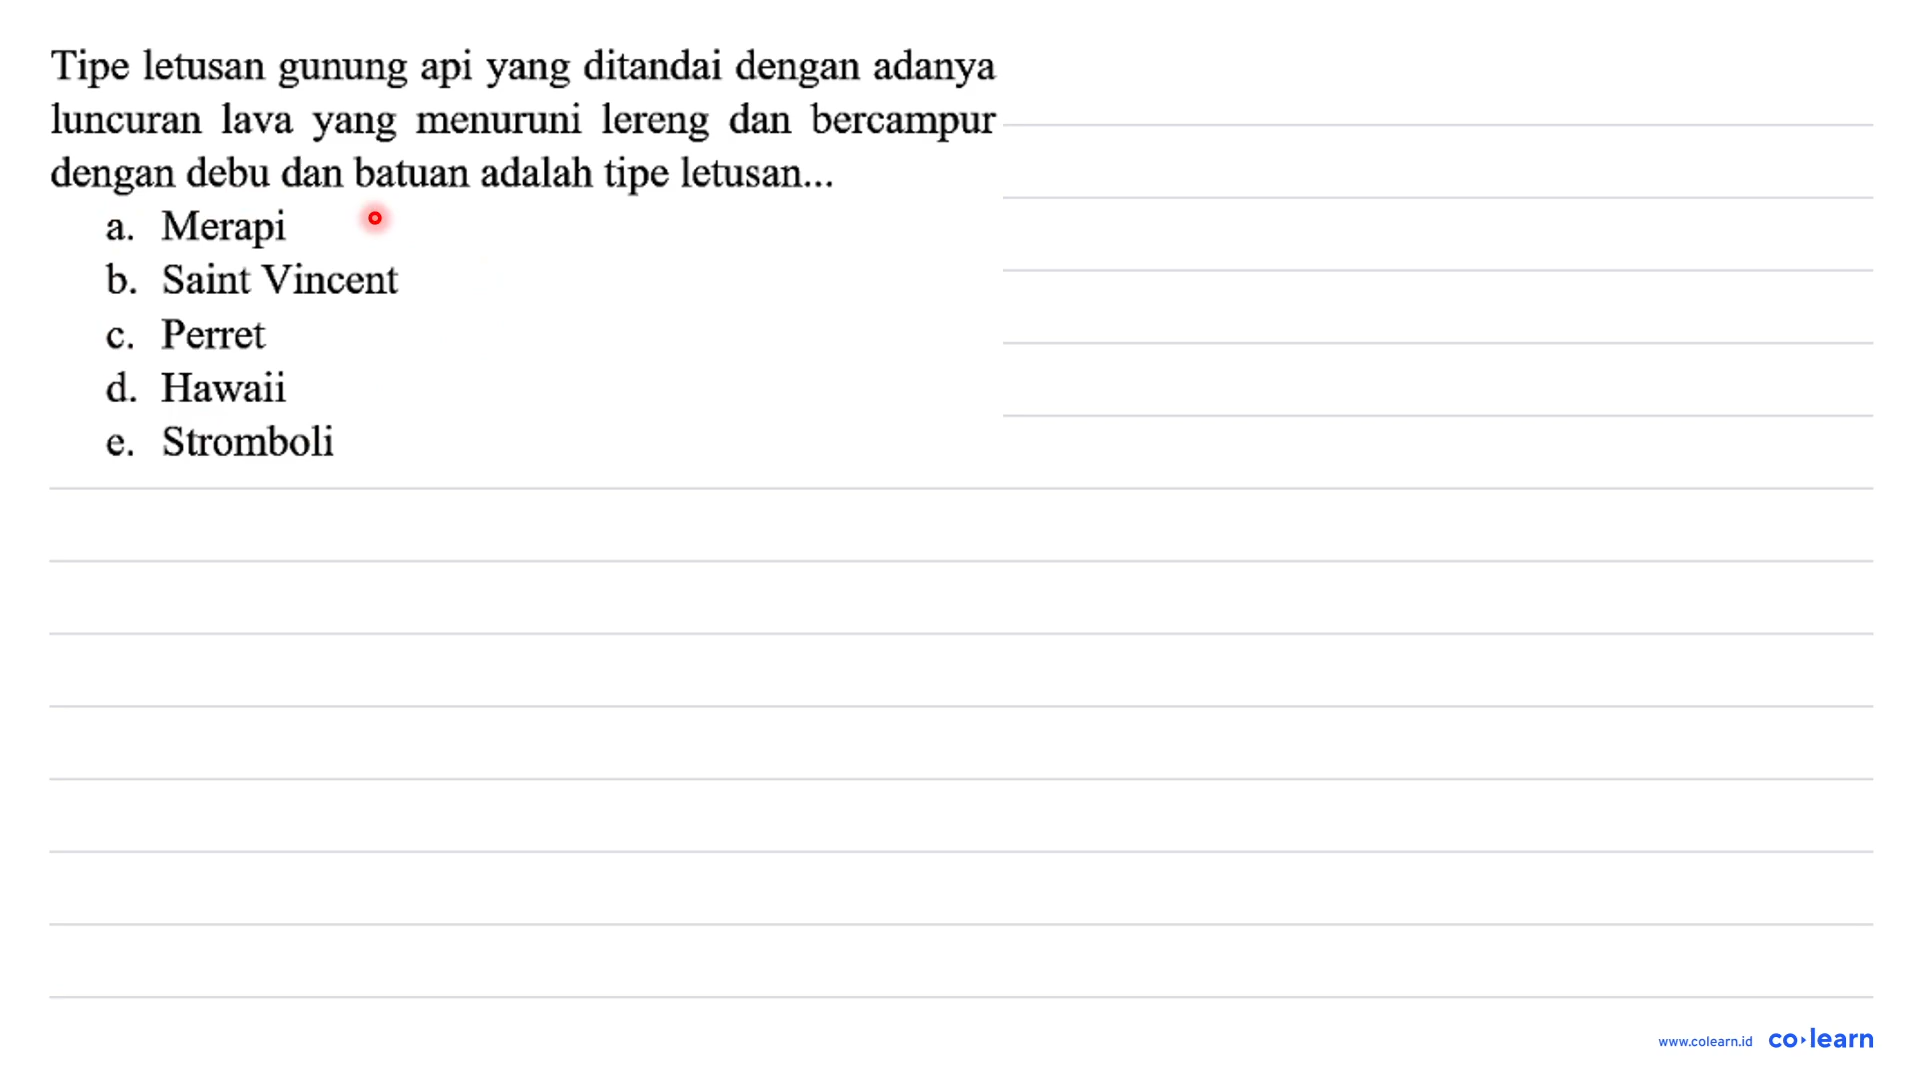 Tipe letusan gunung api yang ditandai dengan adanya
luncuran lava yang menuruni lereng dan bercampur
dengan debu dan batuan adalah tipe letusan...
a. Merapi
b. Saint Vincent
c. Perret
d. Hawaii
e. Stromboli
www.colearn.id co learn